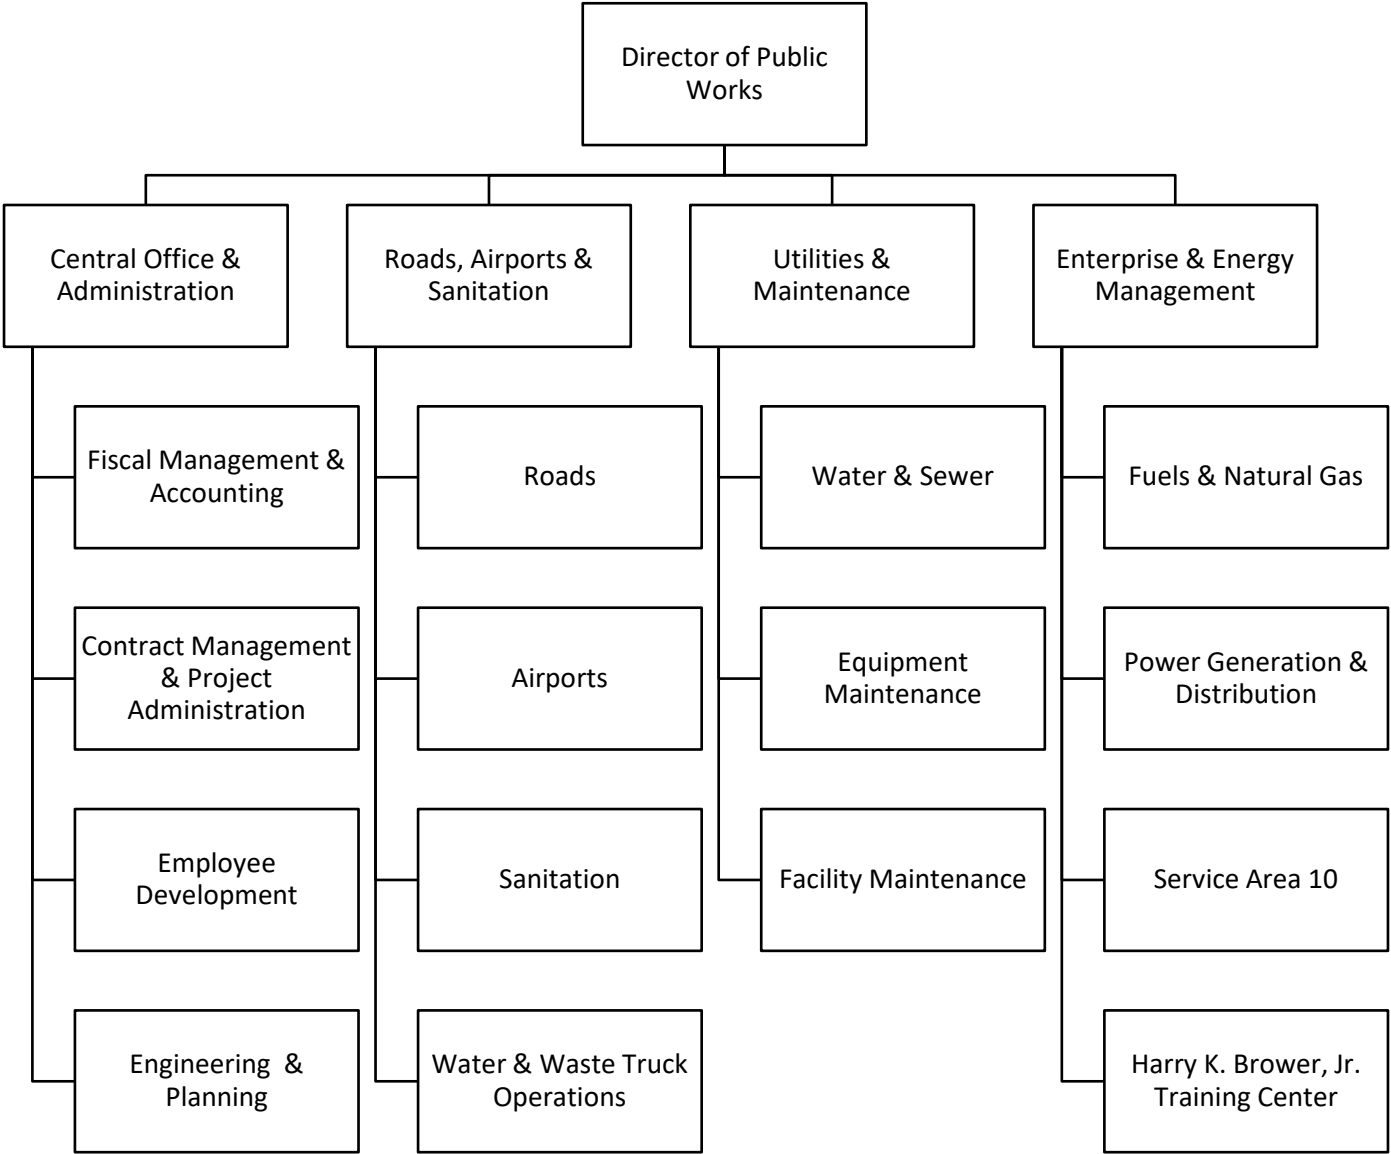 Director of Public
Works
Central Office &
Administration
Roads, Airports &
Sanitation
Utilities &
Maintenance
Enterprise & Energy
Management
Fiscal Management &
Accounting
Roads
Water & Sewer
Fuels & Natural Gas
Contract Management
& Project
Administration
Airports
Equipment
Maintenance
Power Generation &
Distribution
Employee
Development
Sanitation
Facility Maintenance
Service Area 10
Engineering  &
Planning
Water & Waste Truck
Operations
Harry K. Brower, Jr.
Training Center